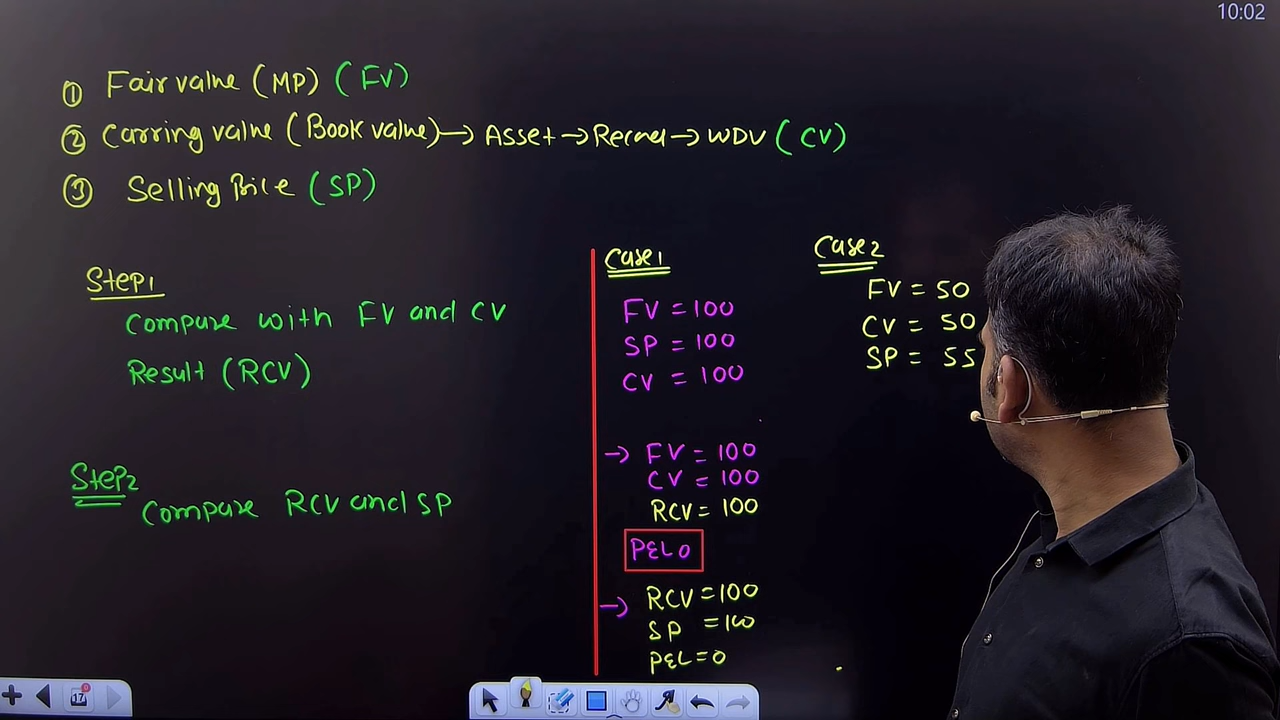 10:02
① Fair value (MP) (FV)
② Carring value (Book value) → Asset → Record → WDV (CV)
③ Selling Price (SP)
Step1
Compare with FV and CV
Result (RCV)
Step2
Compare RCV and SP
Case1
FV = 100
SP = 100
CV = 100
→ FV = 100
CV = 100
RCV = 100
P&L 0
→ RCV = 100
SP = 100
P&L = 0
Case2
FV = 50
CV = 50
SP = 55
17